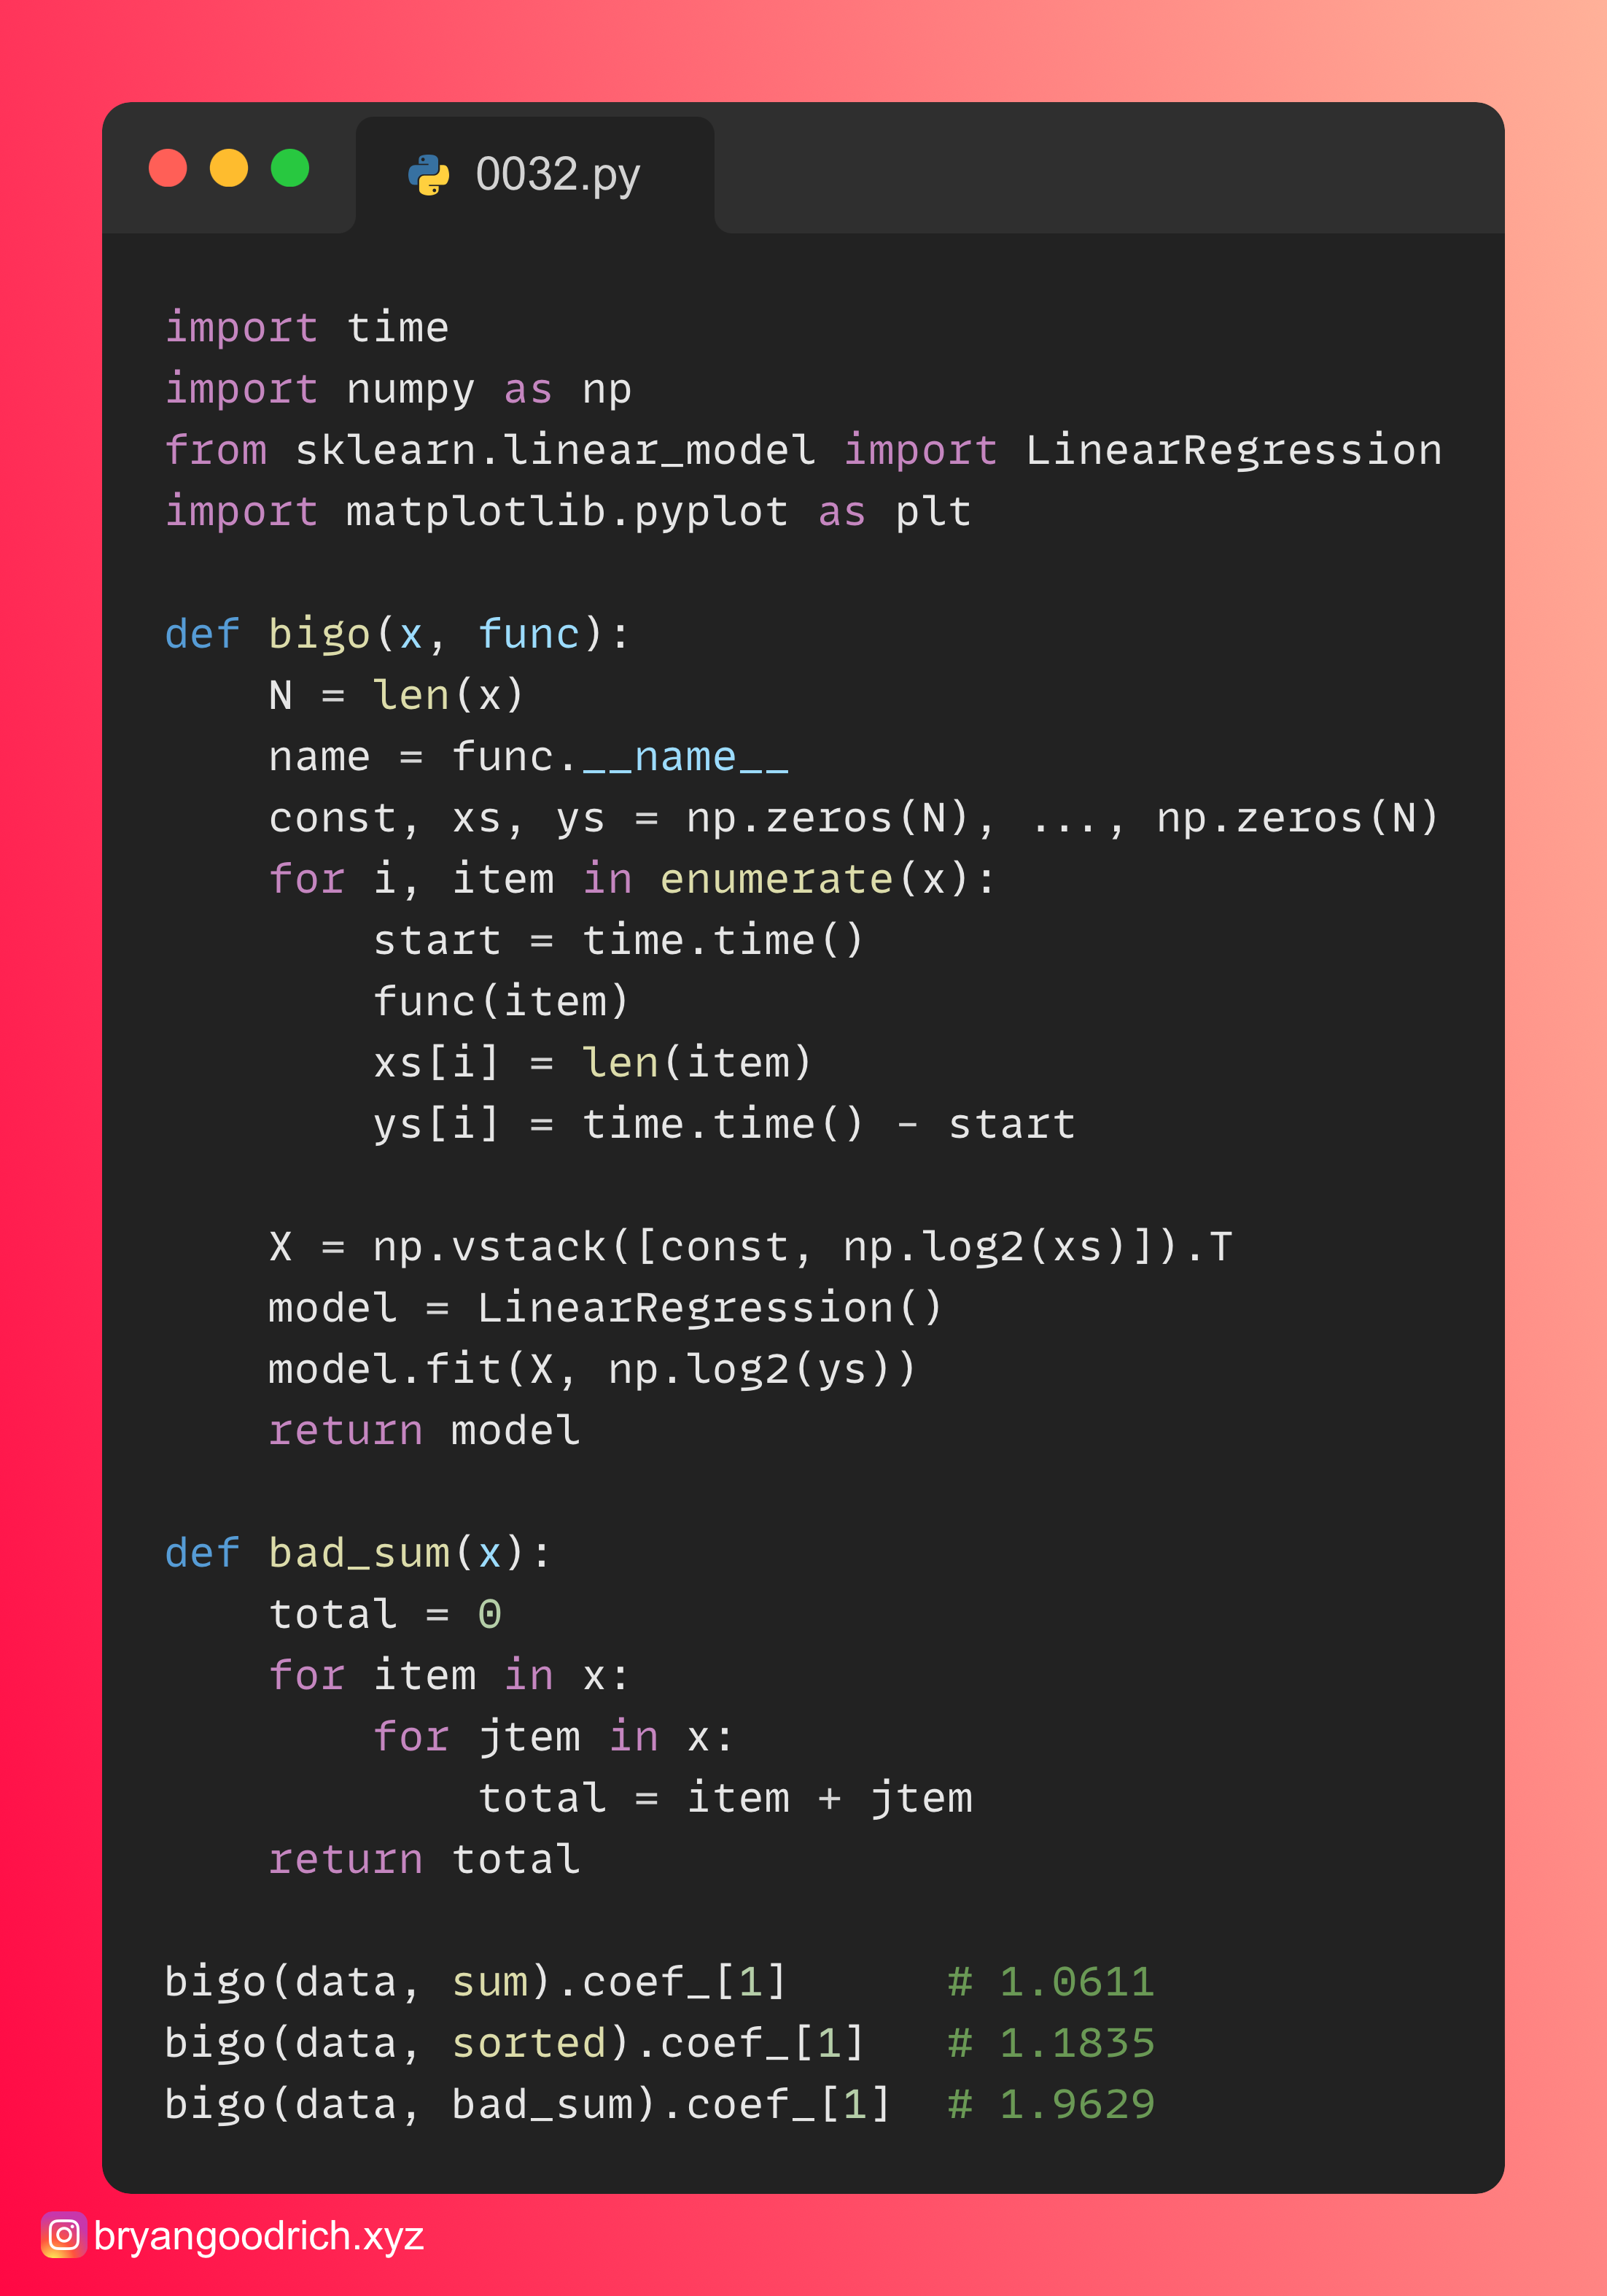 0032.py
import time
import numpy as np
from sklearn.linear_model import LinearRegression
import matplotlib.pyplot as plt

def bigo(x, func):
    N = len(x)
    name = func.__name__
    const, xs, ys = np.zeros(N), ..., np.zeros(N)
    for i, item in enumerate(x):
        start = time.time()
        func(item)
        xs[i] = len(item)
        ys[i] = time.time() - start

    X = np.vstack([const, np.log2(xs)]).T
    model = LinearRegression()
    model.fit(X, np.log2(ys))
    return model

def bad_sum(x):
    total = 0
    for item in x:
        for jtem in x:
            total = item + jtem
    return total

bigo(data, sum).coef_[1]      # 1.0611
bigo(data, sorted).coef_[1]   # 1.1835
bigo(data, bad_sum).coef_[1]  # 1.9629
bryangoodrich.xyz